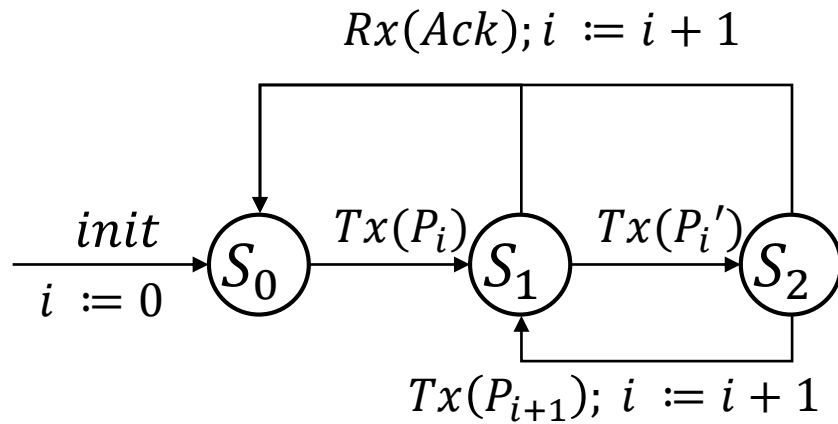 Rx(Ack); i := i + 1
init
i := 0
S₀
Tx(Pᵢ)
S₁
Tx(Pᵢ')
S₂
Tx(Pᵢ₊₁); i := i + 1